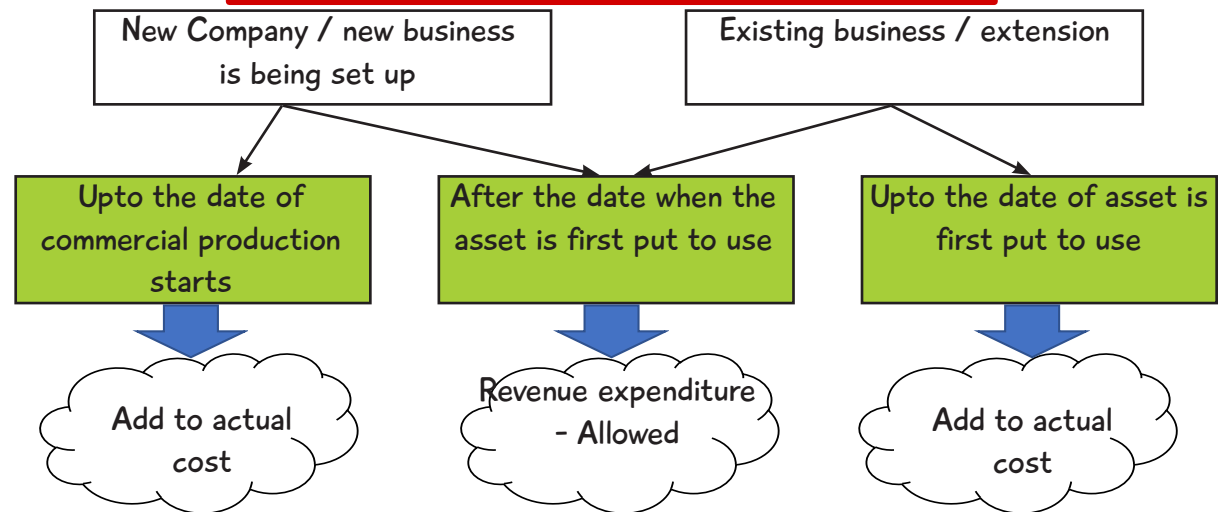 New Company / new business
is being set up
Existing business / extension
Upto the date of
commercial production
starts
After the date when the
asset is first put to use
Upto the date of asset is
first put to use
Add to actual
cost
Revenue expenditure
- Allowed
Add to actual
cost